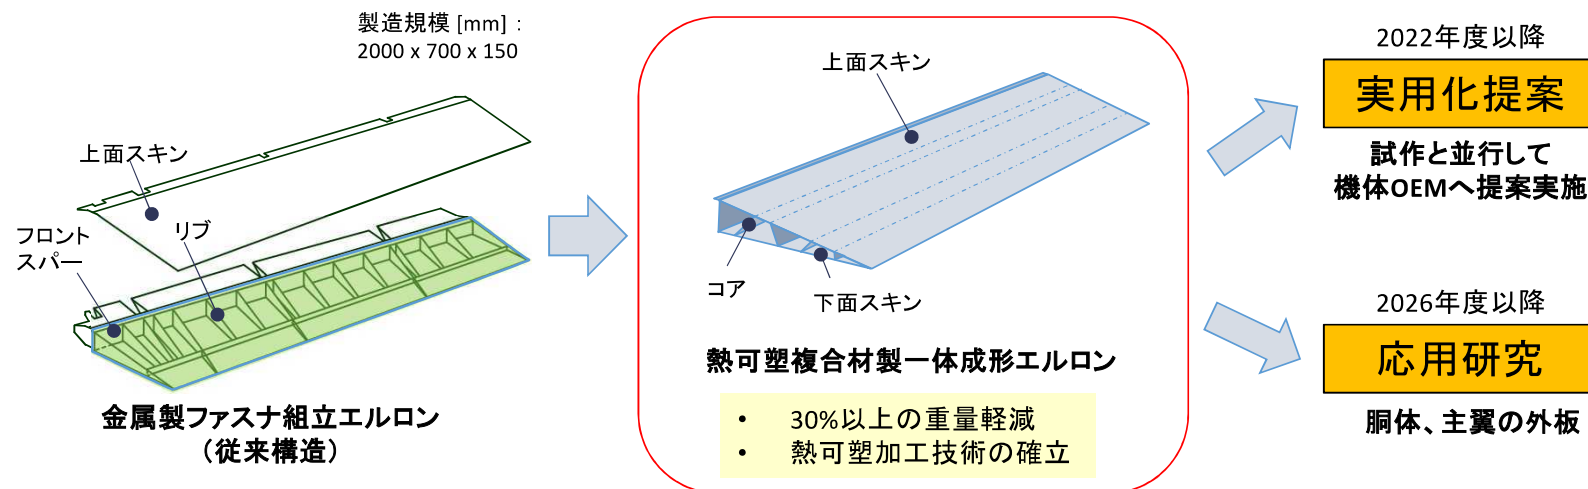 製造規模 [mm] :
2000 x 700 x 150
上面スキン
リブ
フロント
スパー
金属製ファスナ組立エルロン
（従来構造）
上面スキン
コア
下面スキン
熱可塑複合材製一体成形エルロン
• 30%以上の重量軽減
• 熱可塑加工技術の確立
2022年度以降
実用化提案
試作と並行して
機体OEMへ提案実施
2026年度以降
応用研究
胴体、主翼の外板